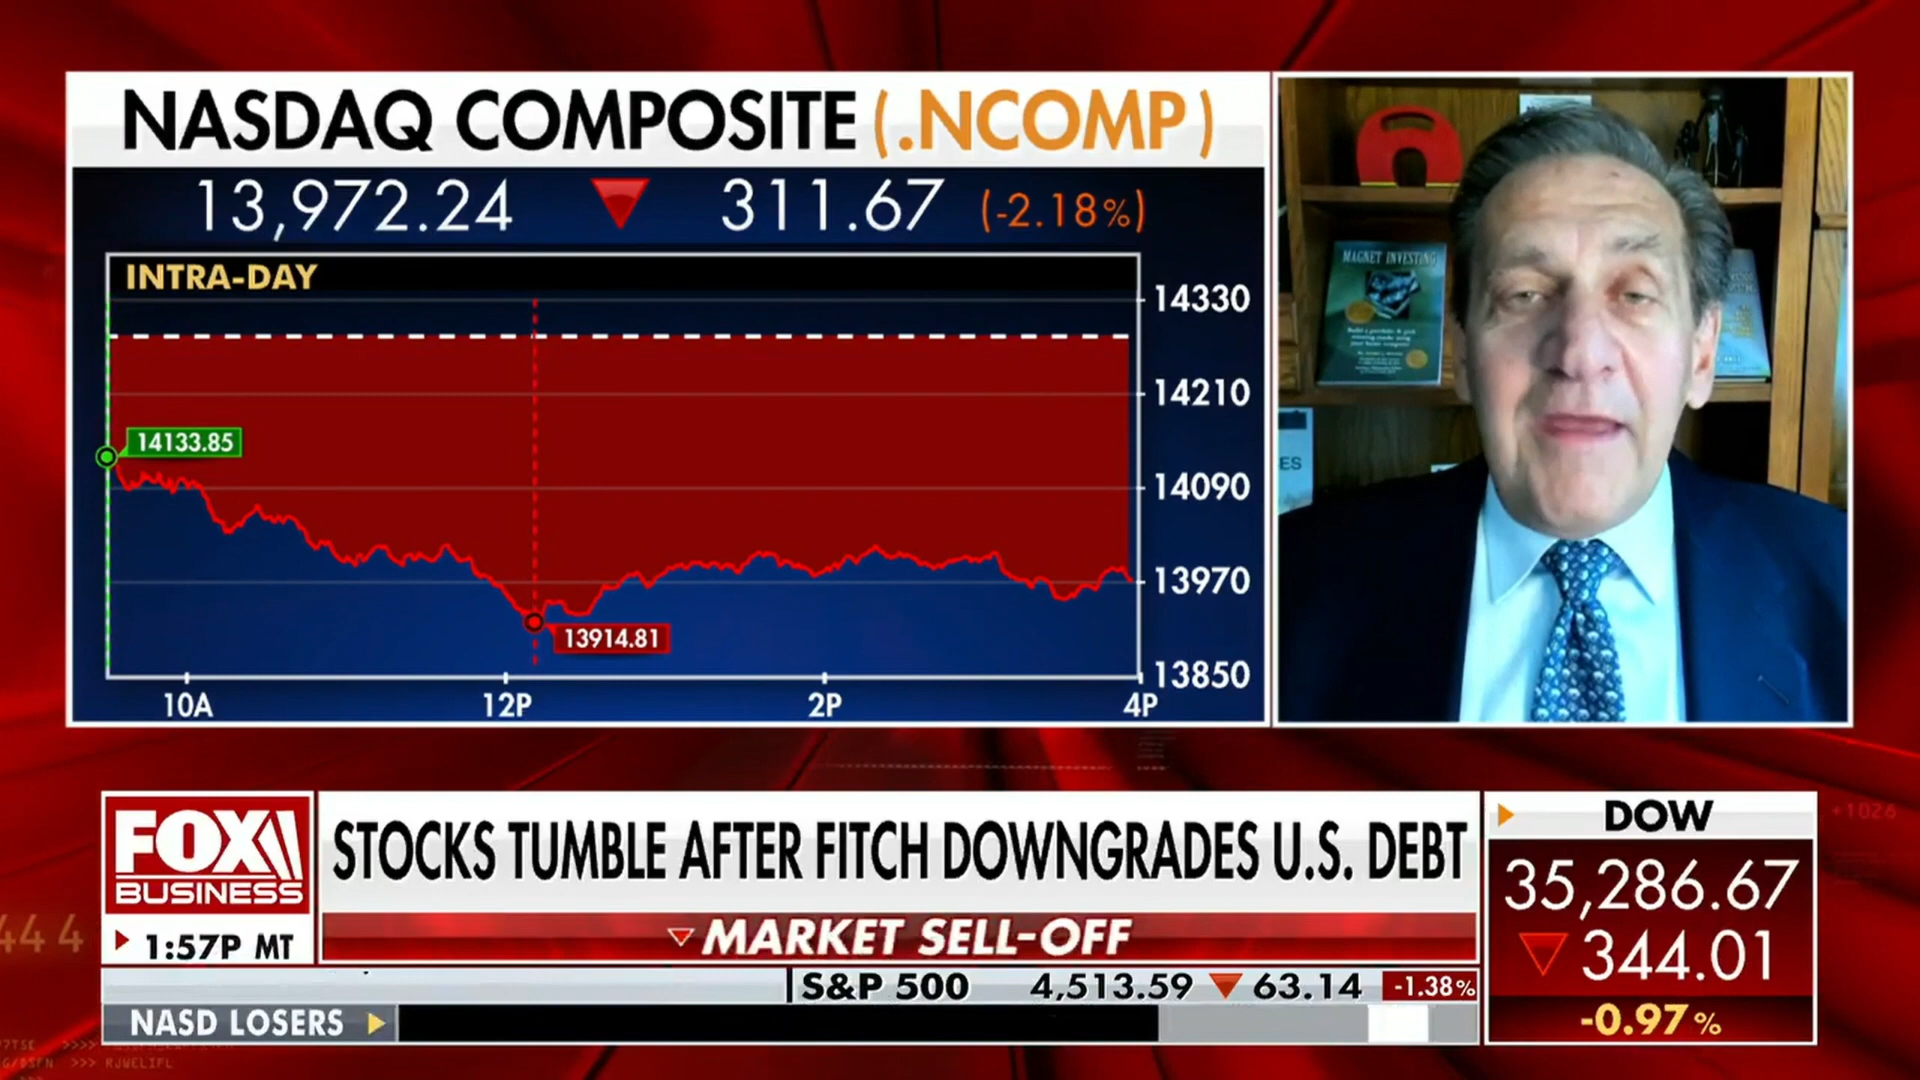 NASDAQ COMPOSITE (.NCOMP)
13,972.24 ▼ 311.67 (-2.18%)
INTRA-DAY
14330
14210
14133.85
14090
13970
13914.81
13850
10A 12P 2P 4P
MAGNET INVESTING
ES
FOX
BUSINESS
1:57P MT
STOCKS TUMBLE AFTER FITCH DOWNGRADES U.S. DEBT
MARKET SELL-OFF
S&P 500 4,513.59 ▼ 63.14 -1.38%
NASD LOSERS
DOW
35,286.67
▼ 344.01
-0.97%
+1026
444